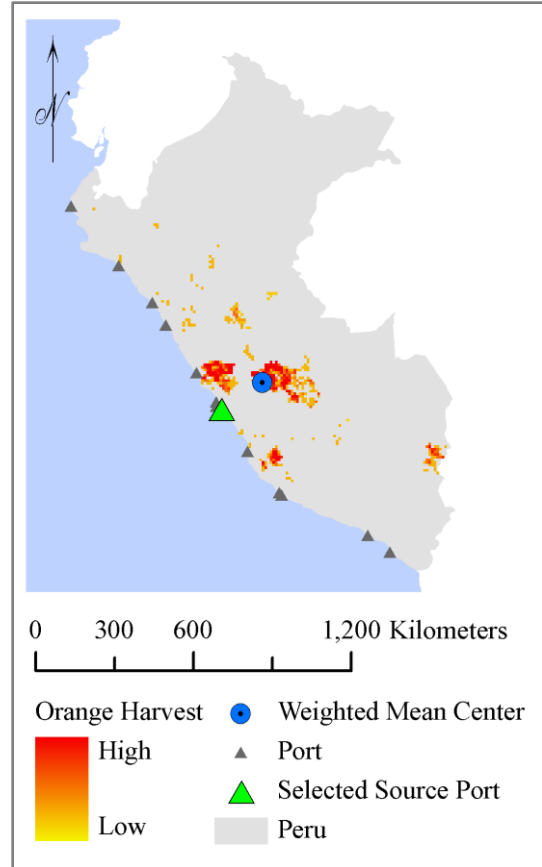 N
0 300 600 1,200 Kilometers
Orange Harvest
High
Low
Weighted Mean Center
Port
Selected Source Port
Peru